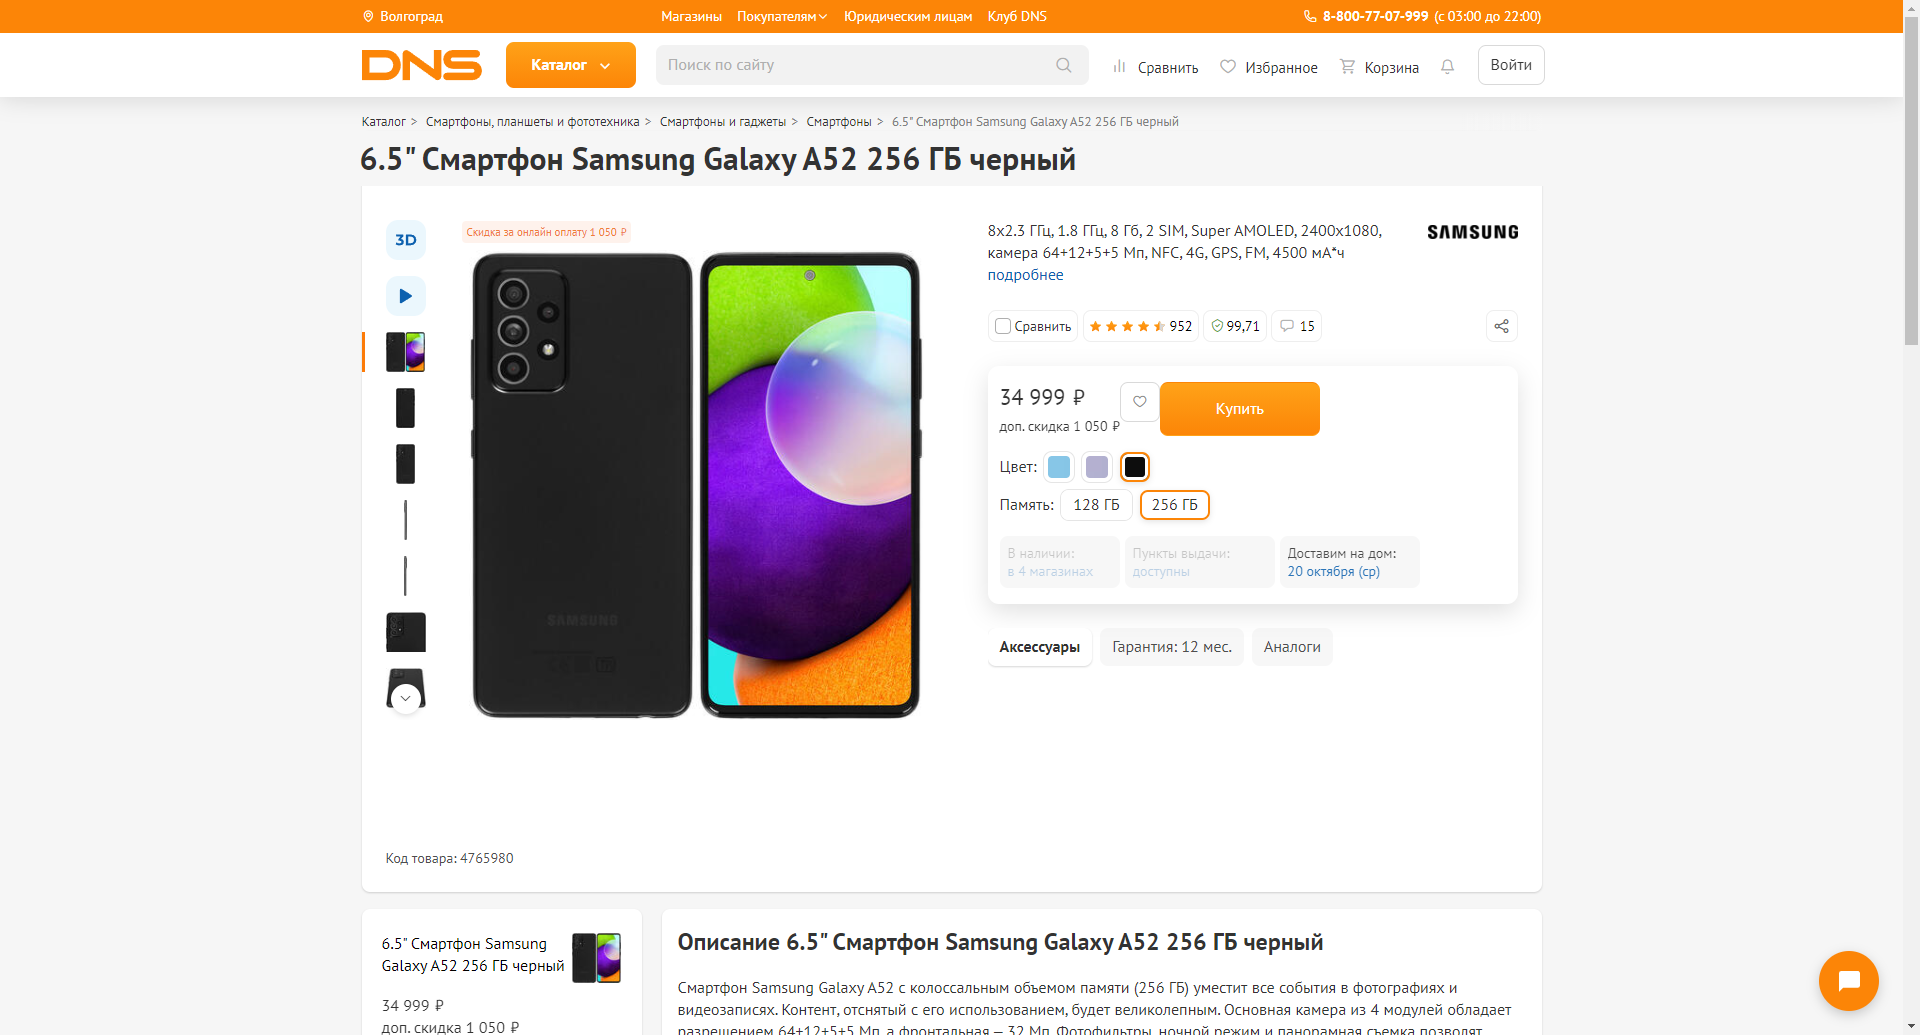 Волгоград
Магазины Покупателям Юридическим лицам Клуб DNS
8-800-77-07-999 (с 03:00 до 22:00)
DNS
Каталог
Поиск по сайту
Сравнить
Избранное
Корзина
Войти
Каталог > Смартфоны, планшеты и фототехника > Смартфоны и гаджеты > Смартфоны > 6.5" Смартфон Samsung Galaxy A52 256 ГБ черный
6.5" Смартфон Samsung Galaxy A52 256 ГБ черный
3D
Скидка за онлайн оплату 1 050 ₽
SAMSUNG
8x2.3 ГГц, 1.8 ГГц, 8 Гб, 2 SIM, Super AMOLED, 2400x1080,
камера 64+12+5+5 Мп, NFC, 4G, GPS, FM, 4500 мА*ч
подробнее
SAMSUNG
Сравнить
952
99,71
15
34 999 ₽
доп. скидка 1 050 ₽
Купить
Цвет:
Память: 128 ГБ 256 ГБ
В наличии:
в 4 магазинах
Пункты выдачи:
доступны
Доставим на дом:
20 октября (ср)
Аксессуары
Гарантия: 12 мес.
Аналоги
Код товара: 4765980
6.5" Смартфон Samsung
Galaxy A52 256 ГБ черный
34 999 ₽
доп. скидка 1 050 ₽
Описание 6.5" Смартфон Samsung Galaxy A52 256 ГБ черный
Смартфон Samsung Galaxy A52 с колоссальным объемом памяти (256 ГБ) уместит все события в фотографиях и
видеозаписях. Контент, отснятый с его использованием, будет великолепным. Основная камера из 4 модулей обладает
разрешением 64+12+5+5 Мп, а фронтальная – 32 Мп. Фотофильтры, ночной режим и панорамная съемка позволят